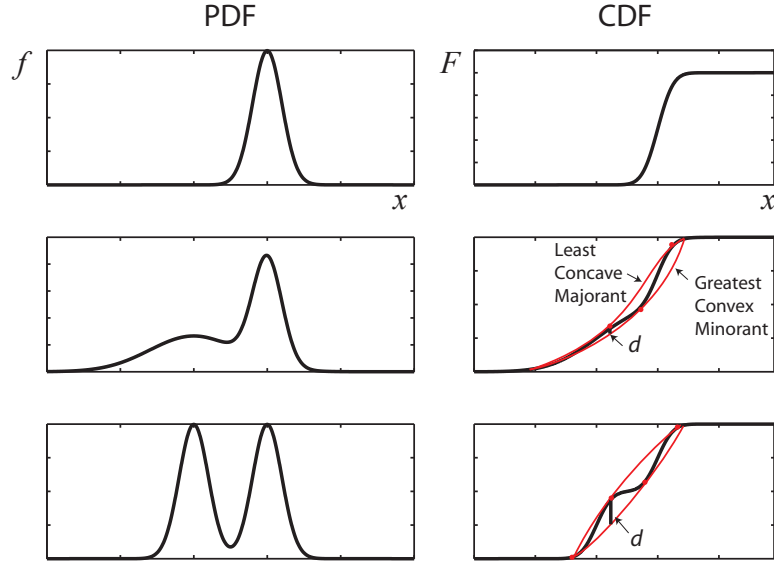 PDF
CDF
f
F
x
x
Least
Concave
Majorant
Greatest
Convex
Minorant
d
d